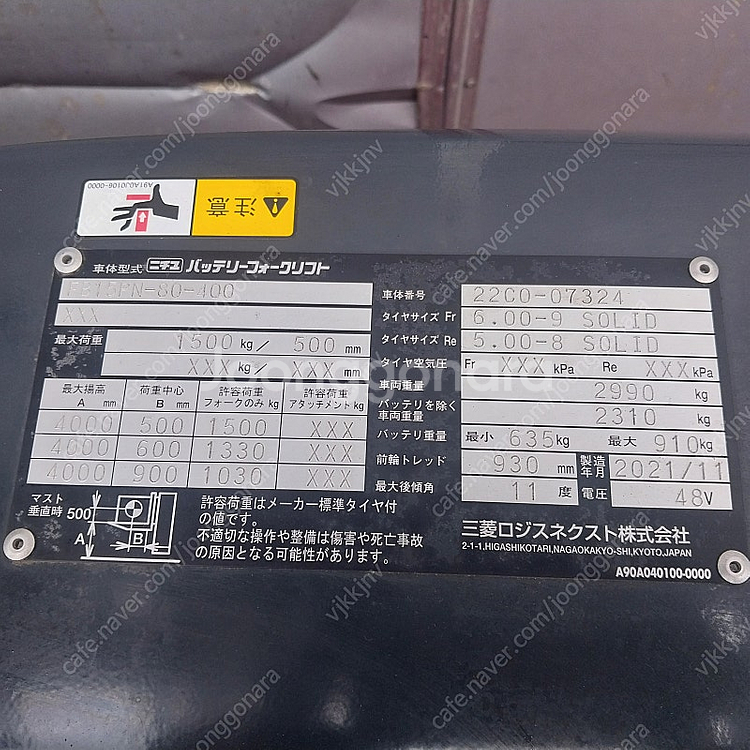 A91A0J0106-0000
注意
車体型式 ニチユ バッテリーフォークリフト
FB15PN-80-400
XXX
最大荷重 1500 kg / 500 mm
XXX kg / XXX mm
最大揚高 A mm 荷重中心 B mm 許容荷重 フォークのみ kg 許容荷重 アタッチメント kg
4000 500 1500 XXX
4000 600 1330 XXX
4000 900 1030 XXX
マスト垂直時 500 A B
許容荷重はメーカー標準タイヤ付
の値です。
不適切な操作や整備は傷害や死亡事故
の原因となる可能性があります。
車体番号 22C0-07324
タイヤサイズ Fr 6.00-9 SOLID
タイヤサイズ Re 5.00-8 SOLID
タイヤ空気圧 Fr XXX kPa Re XXX kPa
車両重量 2990 kg
バッテリを除く車両重量 2310 kg
バッテリ重量 最小 635 kg 最大 910 kg
前輪トレッド 930 mm 製造年月 2021/11
最大後傾角 11 度 電圧 48 V
三菱ロジスネクスト株式会社
2-1-1.HIGASHIKOTARI,NAGAOKAKYO-SHI,KYOTO,JAPAN
A90A040100-0000
joonggonara
vjkkjnv
cafe.naver.com/joonggonara